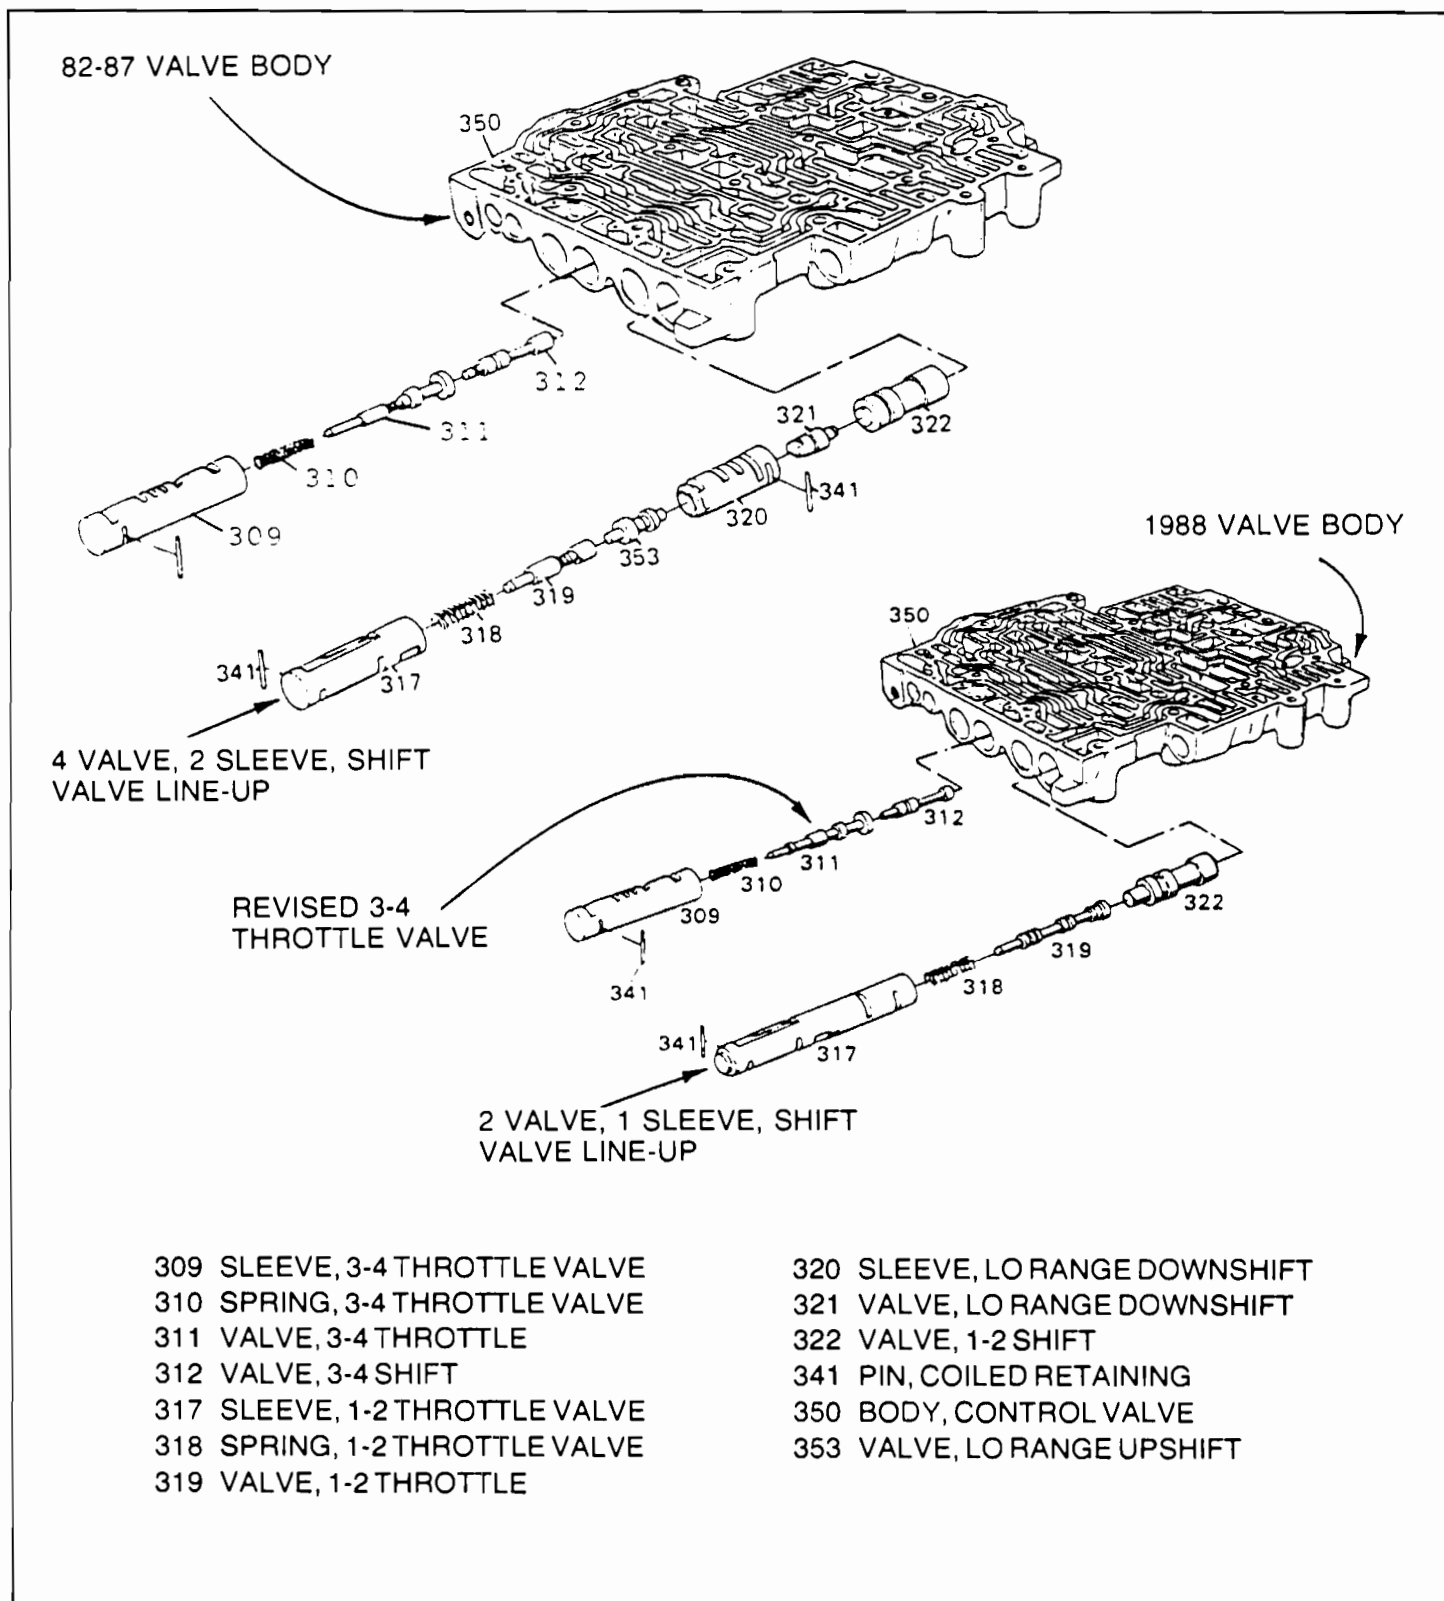 82-87 VALVE BODY
350
312
311
310
309
321
322
341
320
353
319
318
341
317
4 VALVE, 2 SLEEVE, SHIFT
VALVE LINE-UP
1988 VALVE BODY
350
312
311
310
309
341
REVISED 3-4
THROTTLE VALVE
322
319
318
341
317
2 VALVE, 1 SLEEVE, SHIFT
VALVE LINE-UP
309 SLEEVE, 3-4 THROTTLE VALVE
310 SPRING, 3-4 THROTTLE VALVE
311 VALVE, 3-4 THROTTLE
312 VALVE, 3-4 SHIFT
317 SLEEVE, 1-2 THROTTLE VALVE
318 SPRING, 1-2 THROTTLE VALVE
319 VALVE, 1-2 THROTTLE
320 SLEEVE, LO RANGE DOWNSHIFT
321 VALVE, LO RANGE DOWNSHIFT
322 VALVE, 1-2 SHIFT
341 PIN, COILED RETAINING
350 BODY, CONTROL VALVE
353 VALVE, LO RANGE UPSHIFT